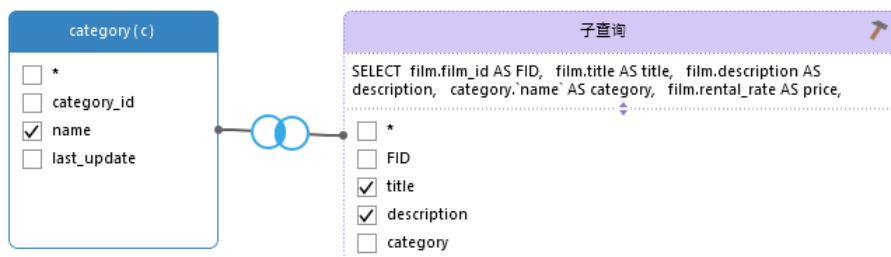 category ( c )
*
category_id
name
last_update
子查询
SELECT film.film_id AS FID, film.title AS title, film.description AS
description, category.`name` AS category, film.rental_rate AS price,
*
FID
title
description
category